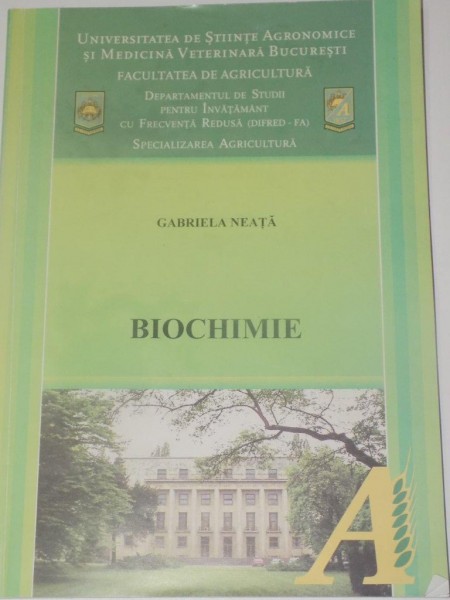 UNIVERSITATEA DE ȘTIINȚE AGRONOMICE
ȘI MEDICINĂ VETERINARĂ BUCUREȘTI
FACULTATEA DE AGRICULTURĂ
DEPARTAMENTUL DE STUDII
PENTRU INVĂȚĂMÂNT
CU FRECVENȚĂ REDUSĂ (DIFRED - FA)
SPECIALIZAREA AGRICULTURĂ
GABRIELA NEAȚĂ
BIOCHIMIE
A